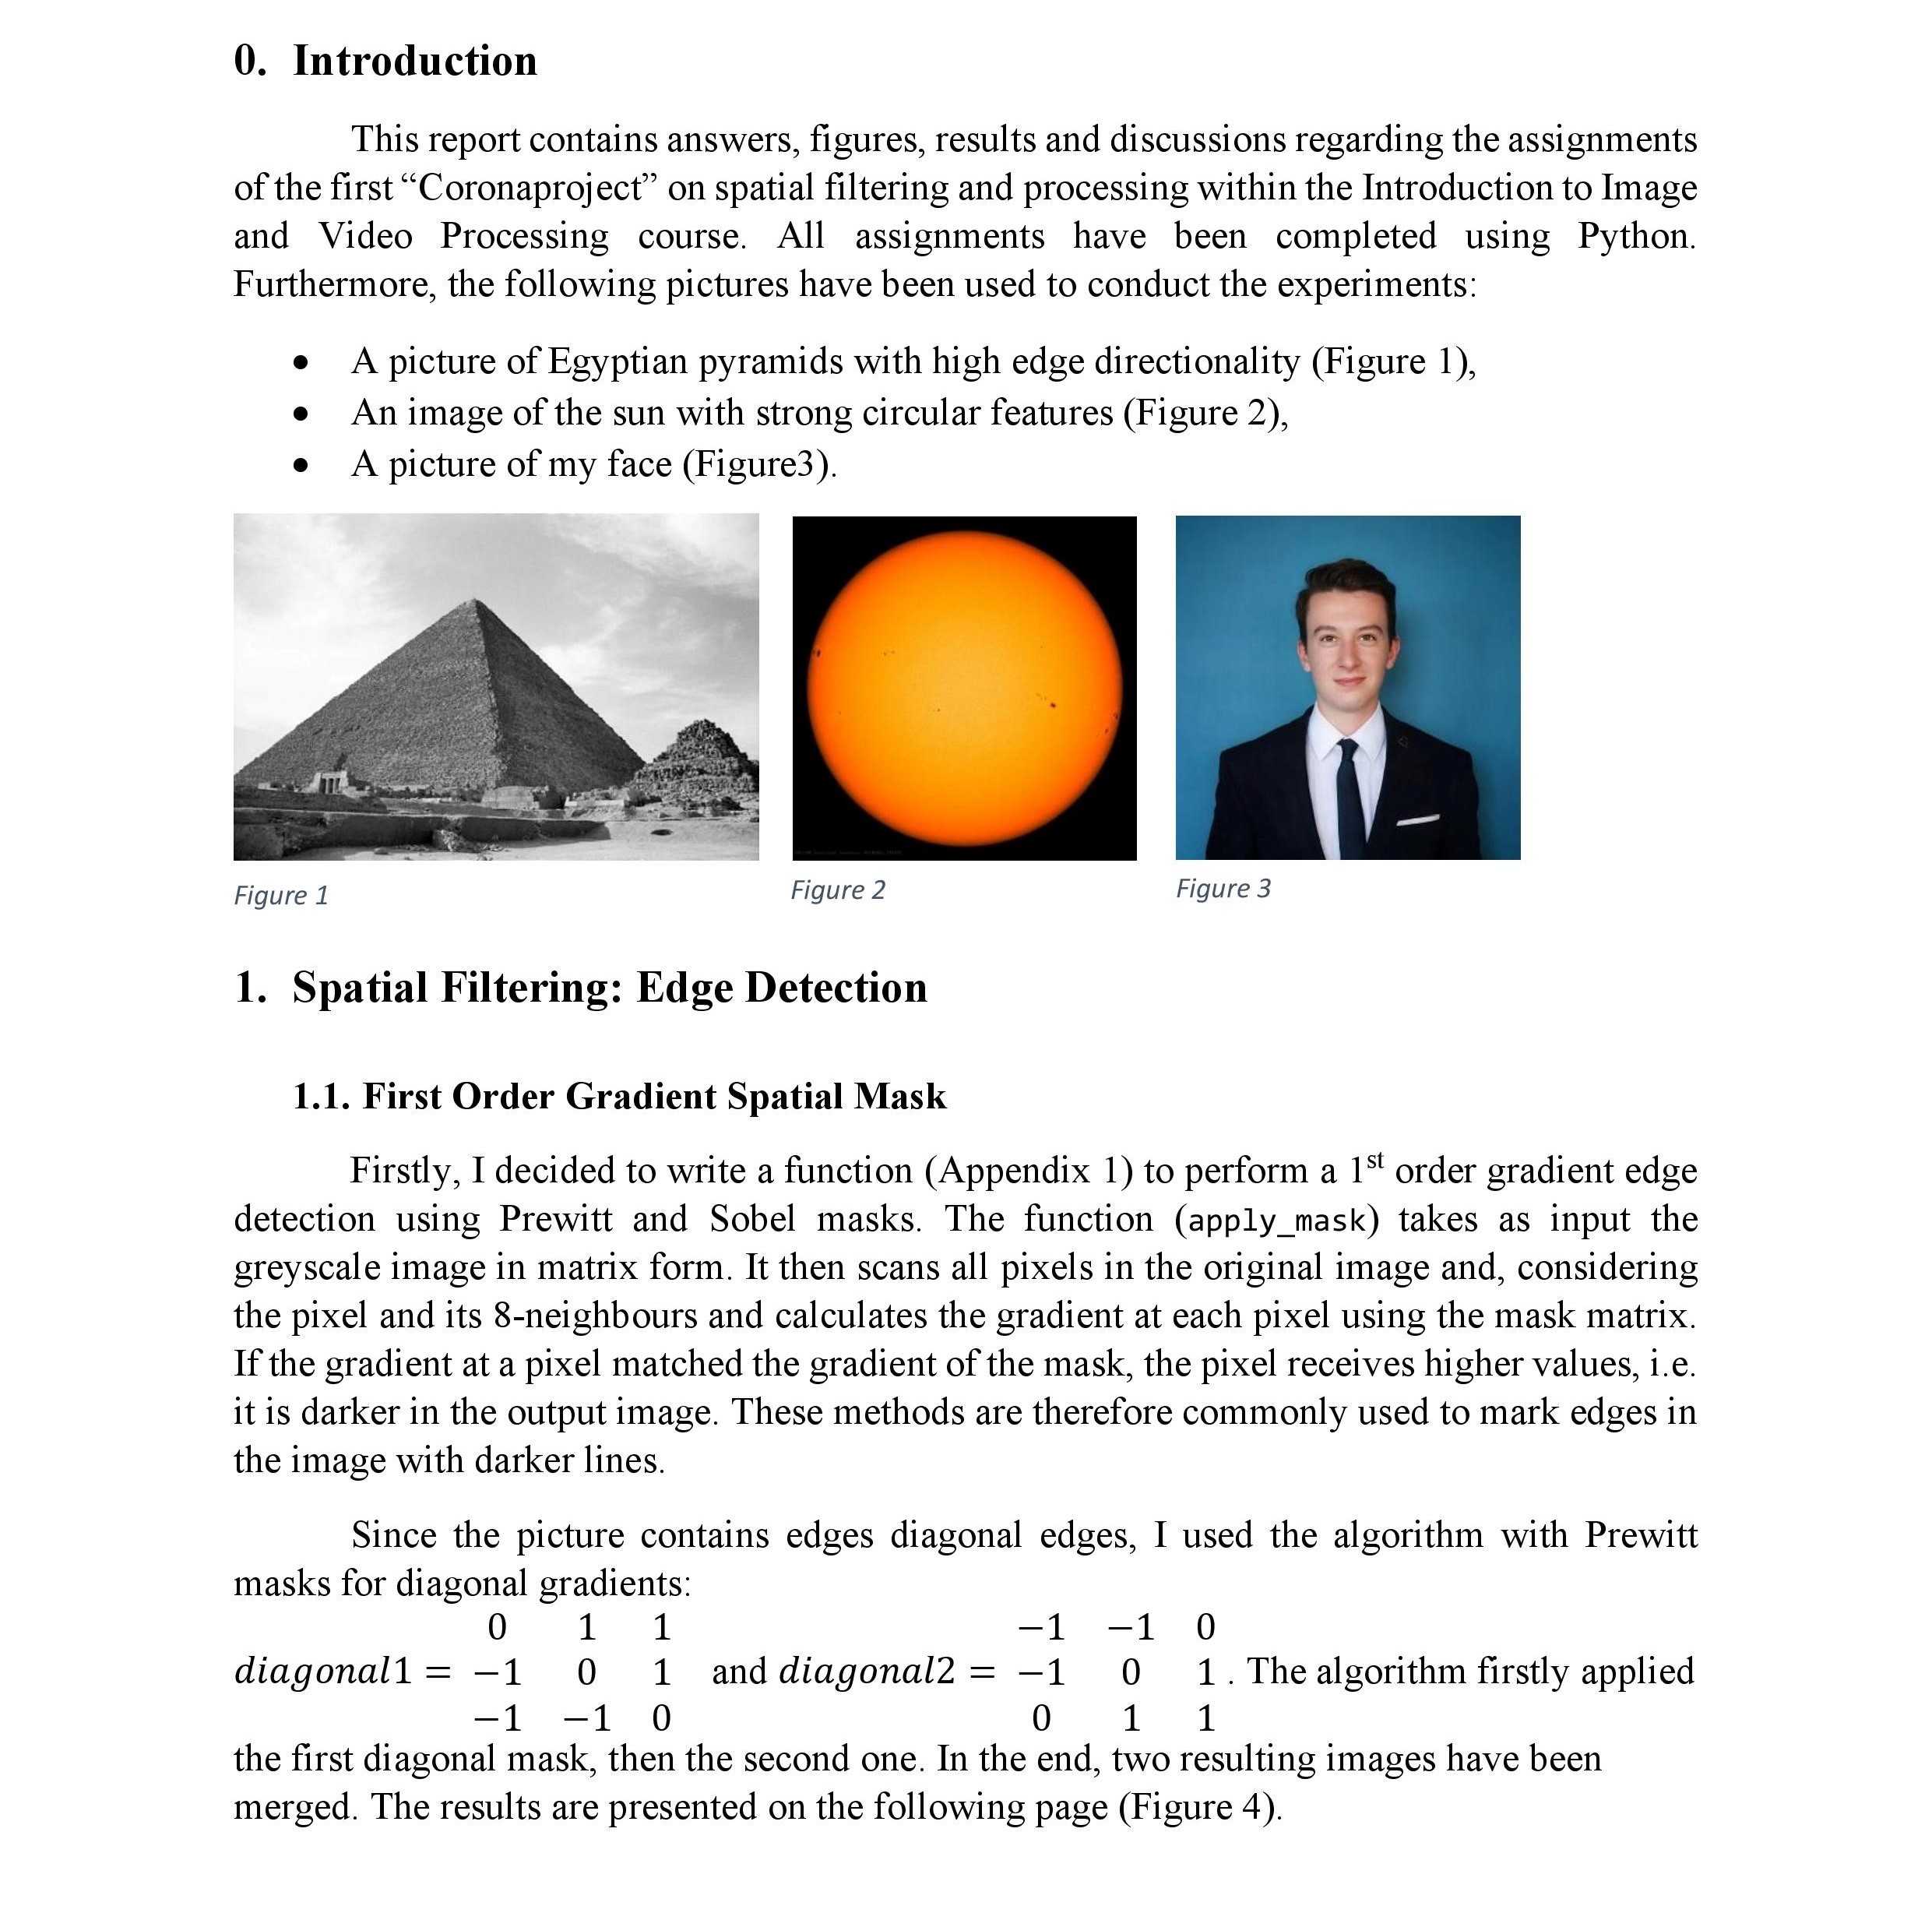 0. Introduction
This report contains answers, figures, results and discussions regarding the assignments
of the first “Coronaproject” on spatial filtering and processing within the Introduction to Image
and Video Processing course. All assignments have been completed using Python.
Furthermore, the following pictures have been used to conduct the experiments:
• A picture of Egyptian pyramids with high edge directionality (Figure 1),
• An image of the sun with strong circular features (Figure 2),
• A picture of my face (Figure3).
Figure 1
Figure 2
Figure 3
1. Spatial Filtering: Edge Detection
1.1. First Order Gradient Spatial Mask
Firstly, I decided to write a function (Appendix 1) to perform a 1st order gradient edge
detection using Prewitt and Sobel masks. The function (apply_mask) takes as input the
greyscale image in matrix form. It then scans all pixels in the original image and, considering
the pixel and its 8-neighbours and calculates the gradient at each pixel using the mask matrix.
If the gradient at a pixel matched the gradient of the mask, the pixel receives higher values, i.e.
it is darker in the output image. These methods are therefore commonly used to mark edges in
the image with darker lines.
Since the picture contains edges diagonal edges, I used the algorithm with Prewitt
masks for diagonal gradients:
0 1 1 −1 −1 0
diagonal1 = −1 0 1 and diagonal2 = −1 0 1 . The algorithm firstly applied
−1 −1 0 0 1 1
the first diagonal mask, then the second one. In the end, two resulting images have been
merged. The results are presented on the following page (Figure 4).